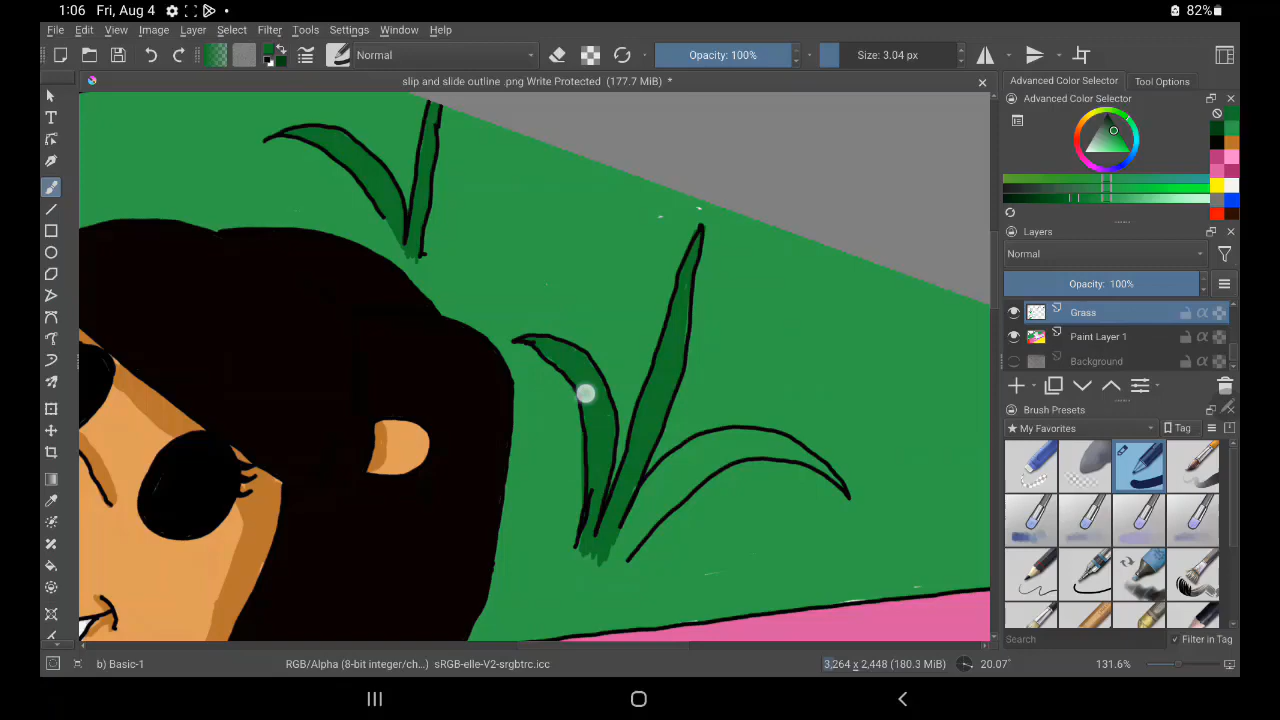 1:06 Fri, Aug 4 82%
File Edit View Image Layer Select Filter Tools Settings Window Help
Normal Opacity: 100% Size: 3.04 px
slip and slide outline .png Write Protected (177.7 MiB) *
Advanced Color Selector Tool Options
Advanced Color Selector
Layers
Normal
Opacity: 100%
Grass
Paint Layer 1
Background
Brush Presets
★ My Favorites Tag
Search Filter in Tag
b) Basic-1 RGB/Alpha (8-bit integer/ch...) sRGB-elle-V2-srgbtrc.icc 3,264 x 2,448 (180.3 MiB) 20.07° 131.6%